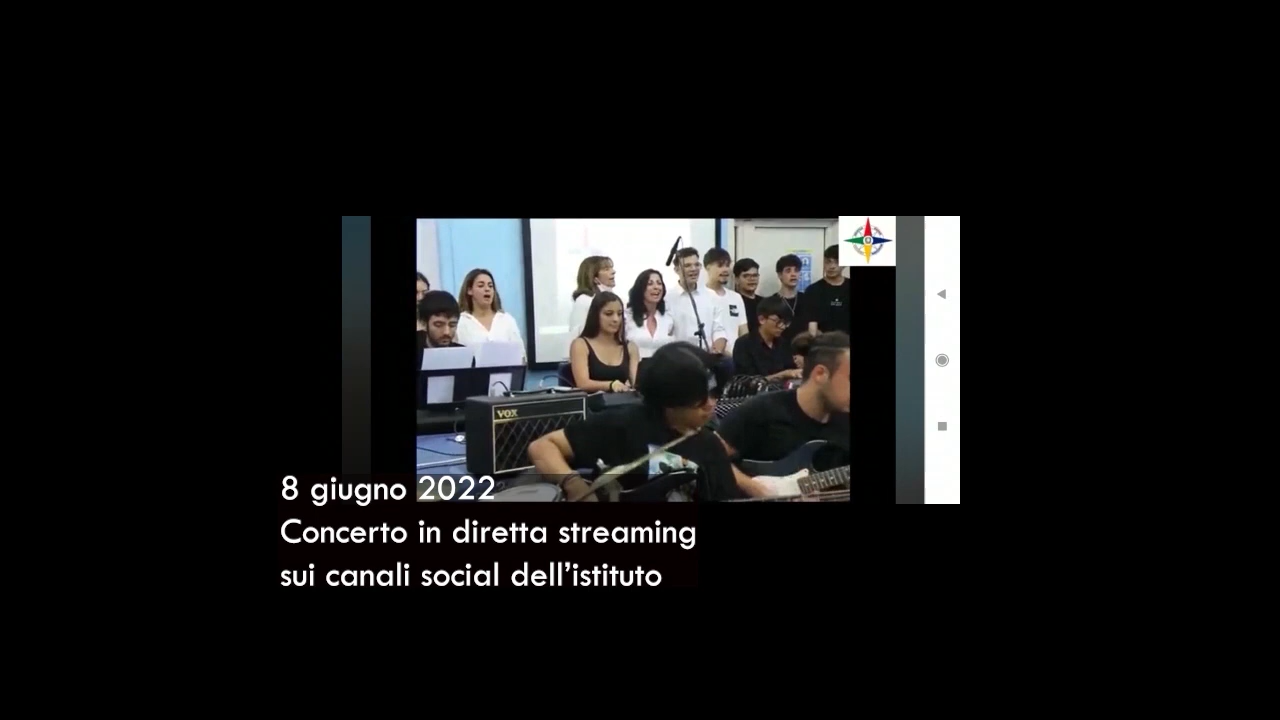 VOX
8 giugno 2022
Concerto in diretta streaming
sui canali social dell’istituto